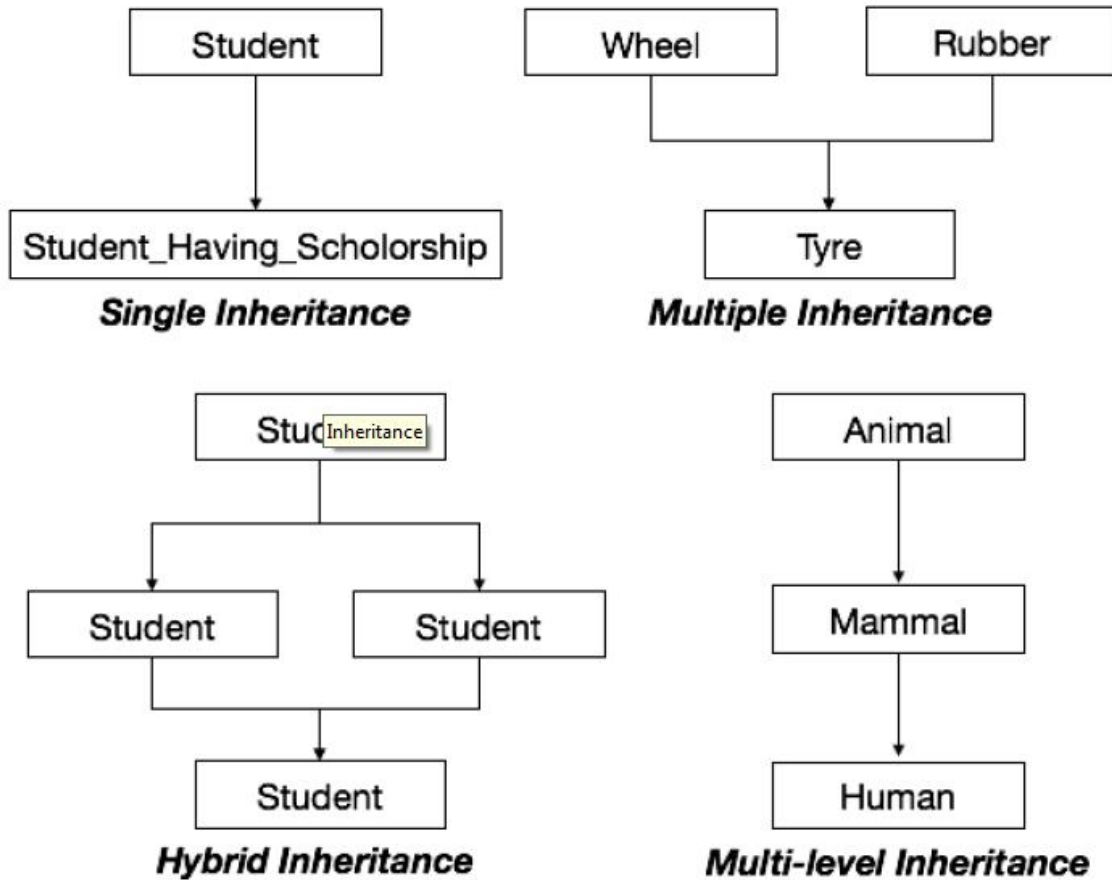 Student
Wheel
Rubber
Student_Having_Scholorship
Tyre
Single Inheritance
Multiple Inheritance
Stud
Inheritance
Animal
Student
Student
Mammal
Student
Human
Hybrid Inheritance
Multi-level Inheritance